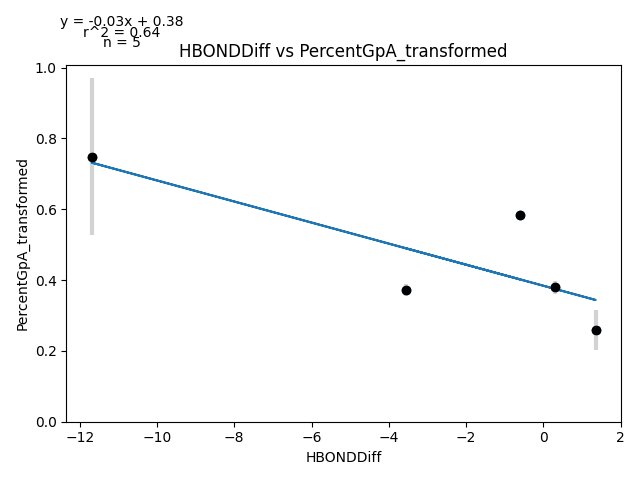 y = -0.03x + 0.38
r^2 = 0.64
n = 5
HBONDDiff vs PercentGpA_transformed
1.0
0.8
0.6
0.4
0.2
0.0
PercentGpA_transformed
−12
−10
−8
−6
−4
−2
0
2
HBONDDiff